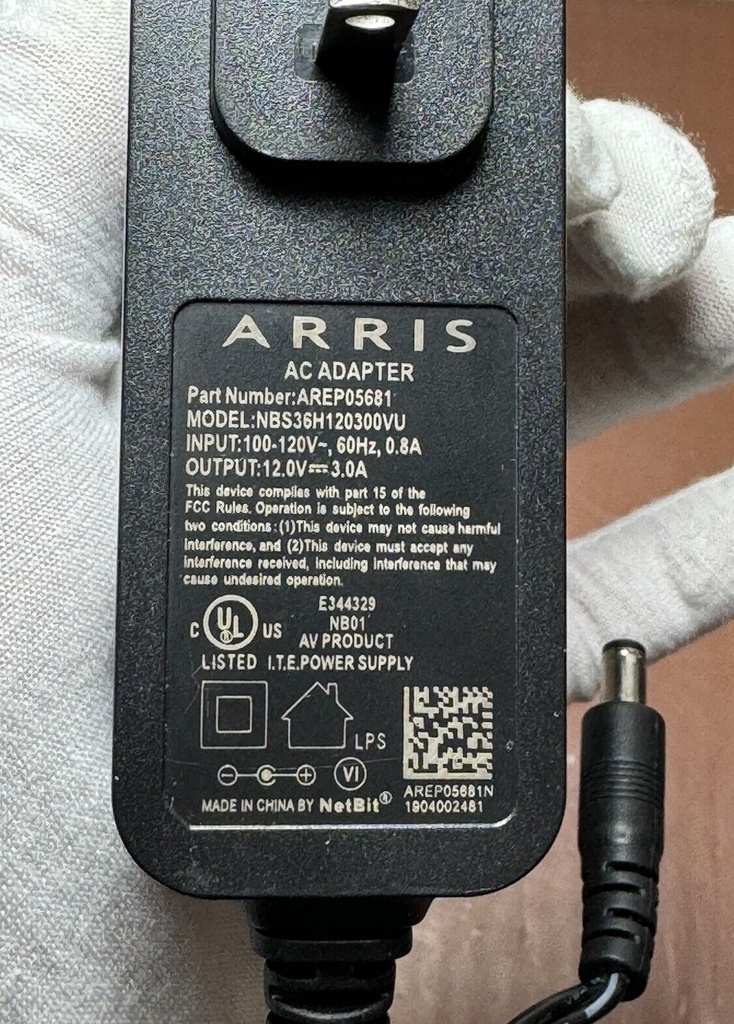 ARRIS
AC ADAPTER
Part Number:AREP05681
MODEL:NBS36H120300VU
INPUT:100-120V~, 60Hz, 0.8A
OUTPUT:12.0V⎓3.0A
This device complies with part 15 of the
FCC Rules. Operation is subject to the following
two conditions:(1)This device may not cause harmful
interference, and (2)This device must accept any
interference received, including interference that may
cause undesired operation.
C UL US E344329
NB01
AV PRODUCT
LISTED I.T.E.POWER SUPPLY
LPS
VI
AREP05681N
MADE IN CHINA BY NetBit® 1904002481